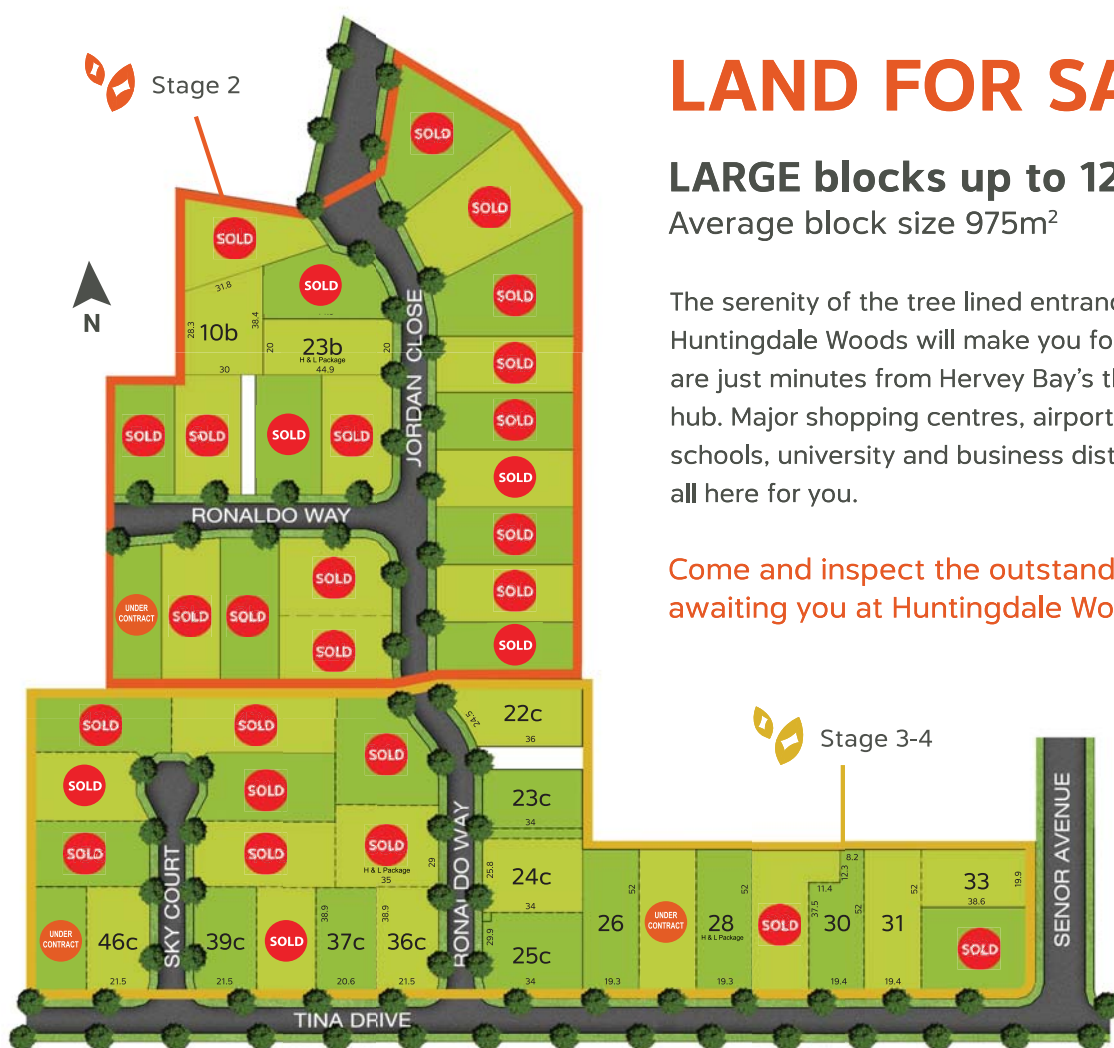 Stage 2
LAND FOR SA
LARGE blocks up to 12
Average block size 975m²
The serenity of the tree lined entranc
Huntingdale Woods will make you fo
are just minutes from Hervey Bay's th
hub. Major shopping centres, airport
schools, university and business dist
all here for you.
Come and inspect the outstand
awaiting you at Huntingdale Wo
N
SOLD
SOLD
SOLD
SOLD
SOLD
31.8
28.3
10b
38.4
30
20
23b
H & L Package
44.9
20
JORDAN CLOSE
SOLD
SOLD
SOLD
SOLD
SOLD
SOLD
SOLD
SOLD
SOLD
SOLD
SOLD
RONALDO WAY
UNDER
CONTRACT
SOLD
SOLD
SOLD
SOLD
Stage 3-4
SOLD
SOLD
SOLD
24.5
22c
36
SOLD
SOLD
23c
34
SOLD
SOLD
SOLD
H & L Package
35
29
RONALDO WAY
25.8
24c
34
UNDER
CONTRACT
46c
21.5
SKY COURT
39c
21.5
SOLD
38.9
37c
20.6
38.9
36c
21.5
29.9
25c
34
26
19.3
52
UNDER
CONTRACT
28
H & L Package
19.3
52
SOLD
8.2
12.3
11.4
37.5
30
52
19.4
31
19.4
52
33
38.6
19.9
SOLD
SENOR AVENUE
TINA DRIVE